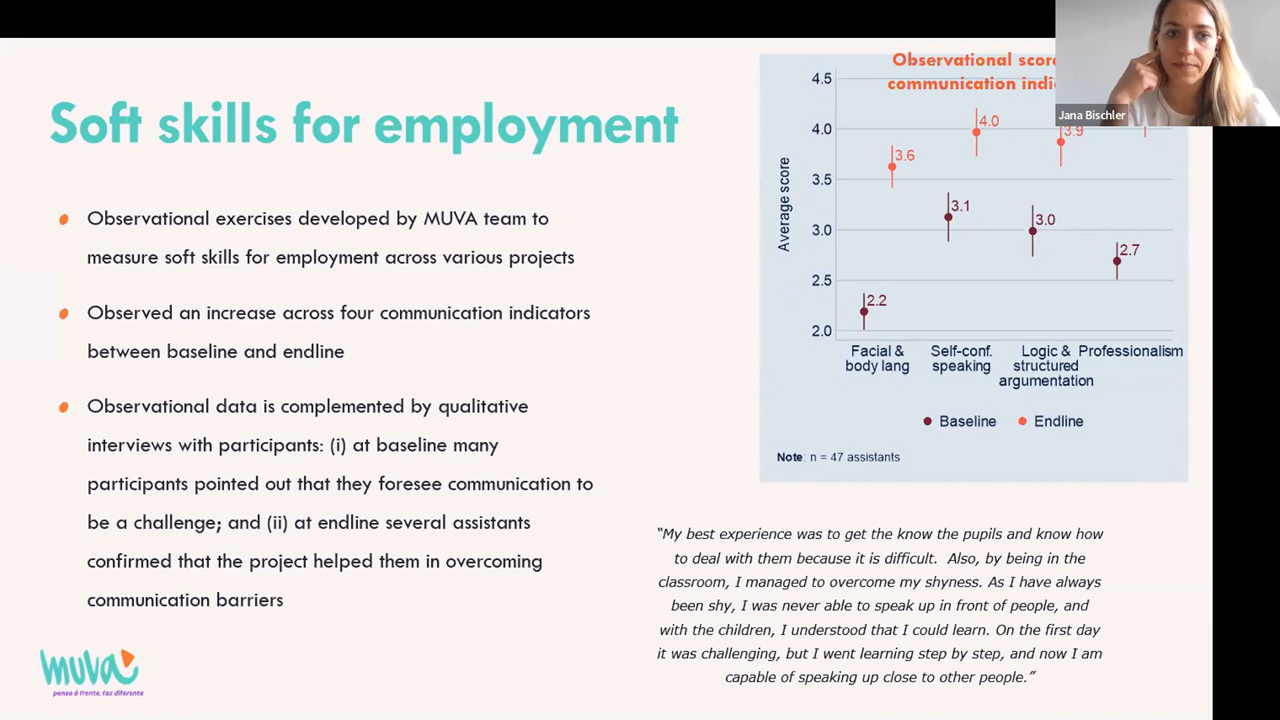 Soft skills for employment
Observational exercises developed by MUVA team to
measure soft skills for employment across various projects
Observed an increase across four communication indicators
between baseline and endline
Observational data is complemented by qualitative
interviews with participants: (i) at baseline many
participants pointed out that they foresee communication to
be a challenge; and (ii) at endline several assistants
confirmed that the project helped them in overcoming
communication barriers
muva
pensa à frente, faz diferente
Observational
communication
Jana Bischler
Average score
4.5
4.0
3.5
3.0
2.5
2.0
3.6
4.0
3.9
2.2
3.1
3.0
2.7
Facial &
body lang
Self-conf.
speaking
Logic &
structured
argumentation
Professionalism
Baseline
Endline
Note: n = 47 assistants
“My best experience was to get the know the pupils and know how
to deal with them because it is difficult. Also, by being in the
classroom, I managed to overcome my shyness. As I have always
been shy, I was never able to speak up in front of people, and
with the children, I understood that I could learn. On the first day
it was challenging, but I went learning step by step, and now I am
capable of speaking up close to other people.”